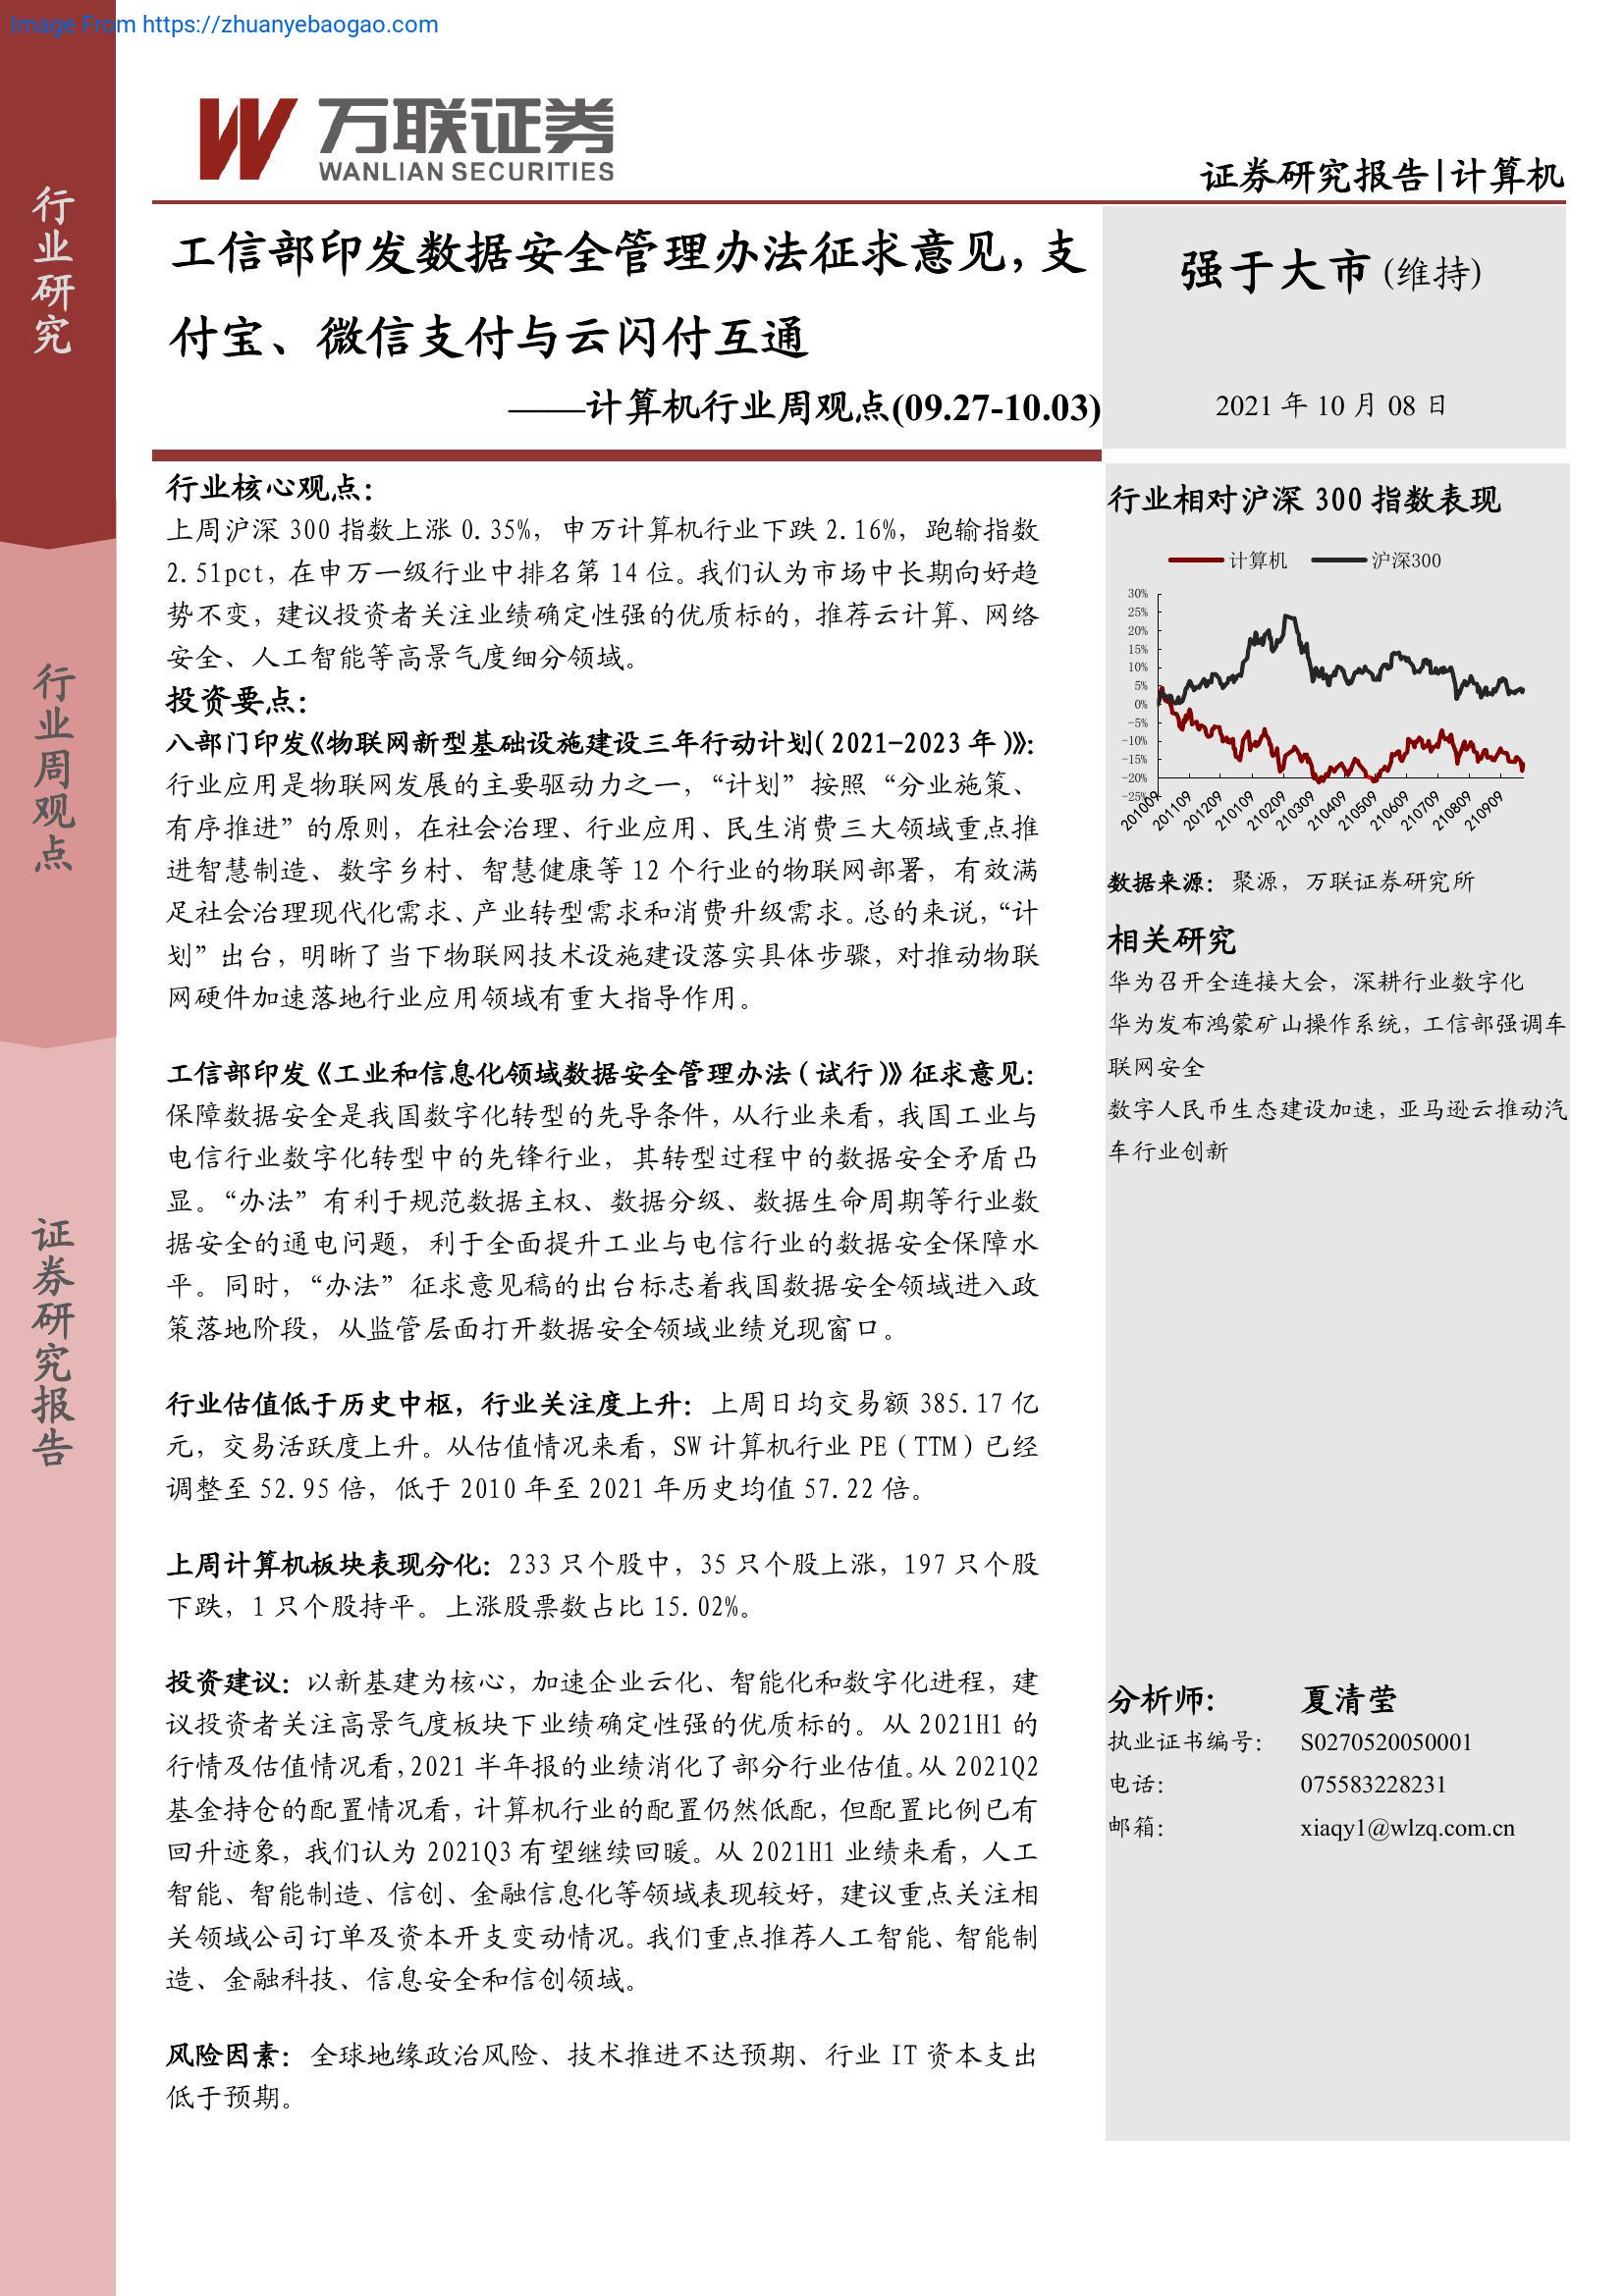 Image From https://zhuanyebaogao.com
万联证券
WANLIAN SECURITIES
证券研究报告|计算机
行业研究
行业周观点
证券研究报告
工信部印发数据安全管理办法征求意见，支
付宝、微信支付与云闪付互通
——计算机行业周观点(09.27-10.03)
强于大市(维持)
2021 年 10 月 08 日
行业核心观点：
上周沪深 300 指数上涨 0.35%，申万计算机行业下跌 2.16%，跑输指数
2.51pct，在申万一级行业中排名第 14 位。我们认为市场中长期向好趋
势不变，建议投资者关注业绩确定性强的优质标的，推荐云计算、网络
安全、人工智能等高景气度细分领域。
投资要点：
八部门印发《物联网新型基础设施建设三年行动计划（2021-2023 年）》：
行业应用是物联网发展的主要驱动力之一，“计划”按照“分业施策、
有序推进”的原则，在社会治理、行业应用、民生消费三大领域重点推
进智慧制造、数字乡村、智慧健康等 12 个行业的物联网部署，有效满
足社会治理现代化需求、产业转型需求和消费升级需求。总的来说，“计
划”出台，明晰了当下物联网技术设施建设落实具体步骤，对推动物联
网硬件加速落地行业应用领域有重大指导作用。
工信部印发《工业和信息化领域数据安全管理办法（试行）》征求意见：
保障数据安全是我国数字化转型的先导条件，从行业来看，我国工业与
电信行业数字化转型中的先锋行业，其转型过程中的数据安全矛盾凸
显。“办法”有利于规范数据主权、数据分级、数据生命周期等行业数
据安全的通电问题，利于全面提升工业与电信行业的数据安全保障水
平。同时，“办法”征求意见稿的出台标志着我国数据安全领域进入政
策落地阶段，从监管层面打开数据安全领域业绩兑现窗口。
行业估值低于历史中枢，行业关注度上升：上周日均交易额 385.17 亿
元，交易活跃度上升。从估值情况来看，SW 计算机行业 PE（TTM）已经
调整至 52.95 倍，低于 2010 年至 2021 年历史均值 57.22 倍。
上周计算机板块表现分化：233 只个股中，35 只个股上涨，197 只个股
下跌，1 只个股持平。上涨股票数占比 15.02%。
投资建议：以新基建为核心，加速企业云化、智能化和数字化进程，建
议投资者关注高景气度板块下业绩确定性强的优质标的。从 2021H1 的
行情及估值情况看，2021 半年报的业绩消化了部分行业估值。从 2021Q2
基金持仓的配置情况看，计算机行业的配置仍然低配，但配置比例已有
回升迹象，我们认为 2021Q3 有望继续回暖。从 2021H1 业绩来看，人工
智能、智能制造、信创、金融信息化等领域表现较好，建议重点关注相
关领域公司订单及资本开支变动情况。我们重点推荐人工智能、智能制
造、金融科技、信息安全和信创领域。
风险因素：全球地缘政治风险、技术推进不达预期、行业 IT 资本支出
低于预期。
行业相对沪深 300 指数表现
计算机 沪深300
30%
25%
20%
15%
10%
5%
0%
-5%
-10%
-15%
-20%
-25%
201009 201109 201209 210109 210209 210309 210409 210509 210609 210709 210809 210909
数据来源：聚源，万联证券研究所
相关研究
华为召开全连接大会，深耕行业数字化
华为发布鸿蒙矿山操作系统，工信部强调车
联网安全
数字人民币生态建设加速，亚马逊云推动汽
车行业创新
分析师： 夏清莹
执业证书编号： S0270520050001
电话： 075583228231
邮箱： xiaqy1@wlzq.com.cn